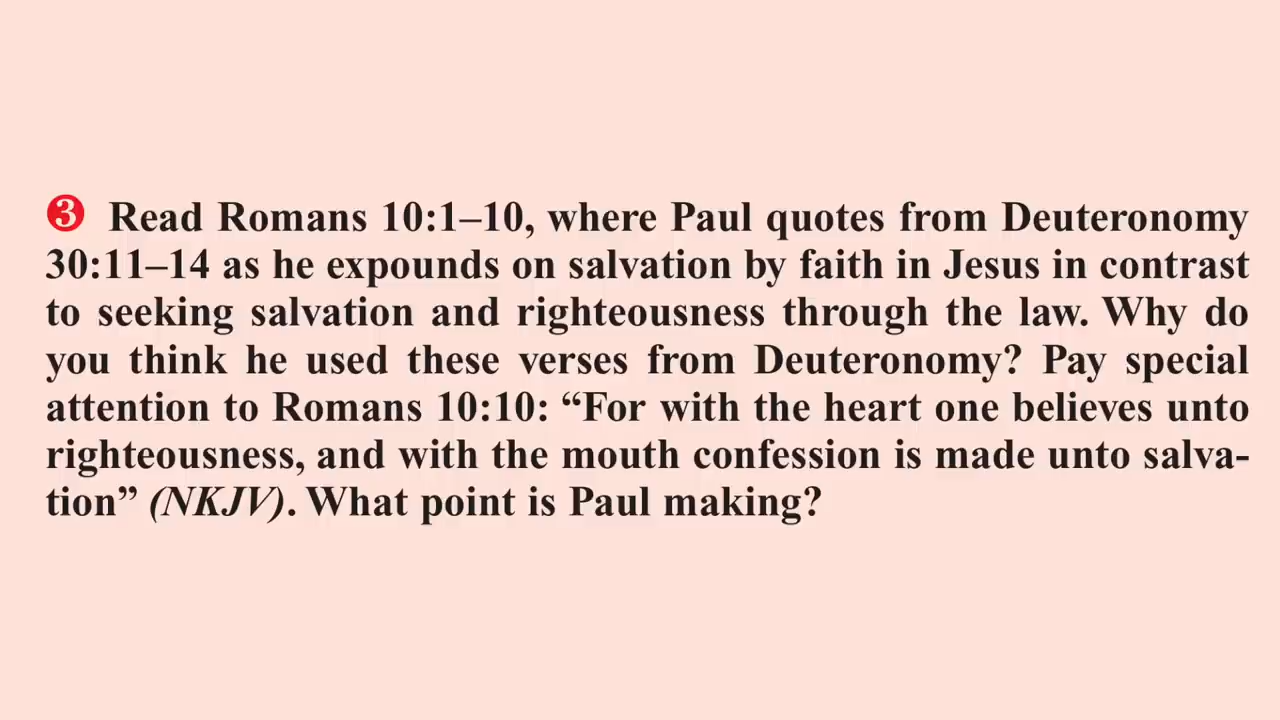 ❸ Read Romans 10:1–10, where Paul quotes from Deuteronomy
30:11–14 as he expounds on salvation by faith in Jesus in contrast
to seeking salvation and righteousness through the law. Why do
you think he used these verses from Deuteronomy? Pay special
attention to Romans 10:10: “For with the heart one believes unto
righteousness, and with the mouth confession is made unto salva-
tion” (NKJV). What point is Paul making?